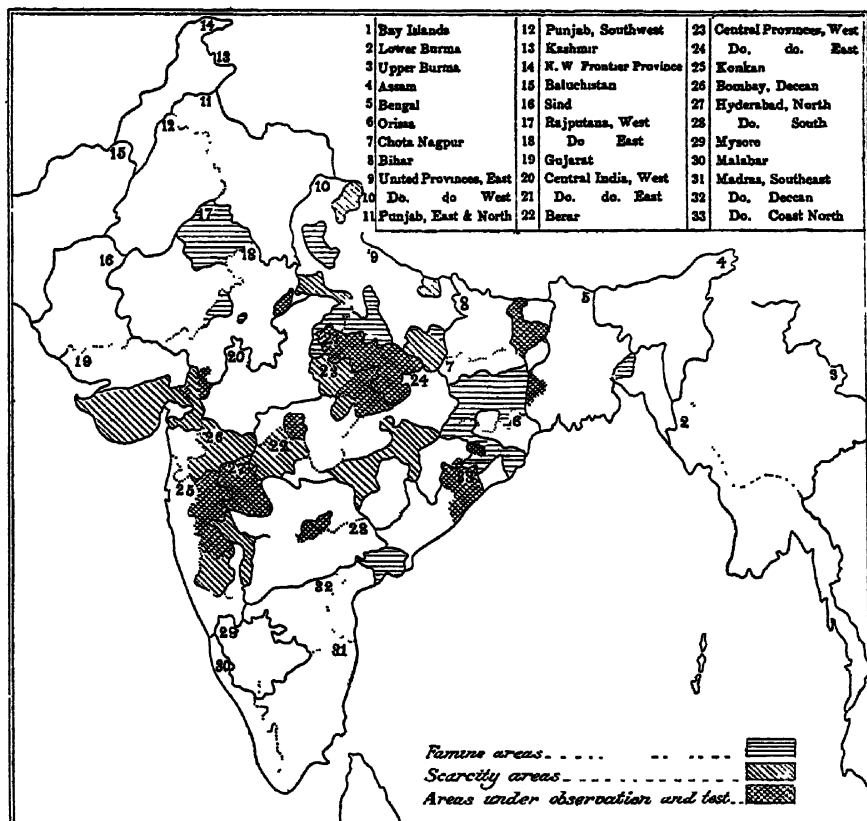 1 Bay Islands
2 Lower Burma
3 Upper Burma
4 Assam
5 Bengal
6 Orissa
7 Chota Nagpur
8 Bihar
9 United Provinces, East
10 Do. do West
11 Punjab, East & North
12 Punjab, Southwest
13 Kashmir
14 N. W Frontier Province
15 Baluchistan
16 Sind
17 Rajputana, West
18 Do East
19 Gujarat
20 Central India, West
21 Do. do. East
22 Berar
23 Central Provinces, West
24 Do. do. East
25 Konkan
26 Bombay, Deccan
27 Hyderabad, North
28 Do. South
29 Mysore
30 Malabar
31 Madras, Southeast
32 Do. Deccan
33 Do. Coast North
14
13
11
12
15
10
17
18
9
16
4
8
5
19
20
7
3
23
24
2
6
26
22
27
25
33
28
32
29
31
30
Famine areas
Scarcity areas
Areas under observation and test